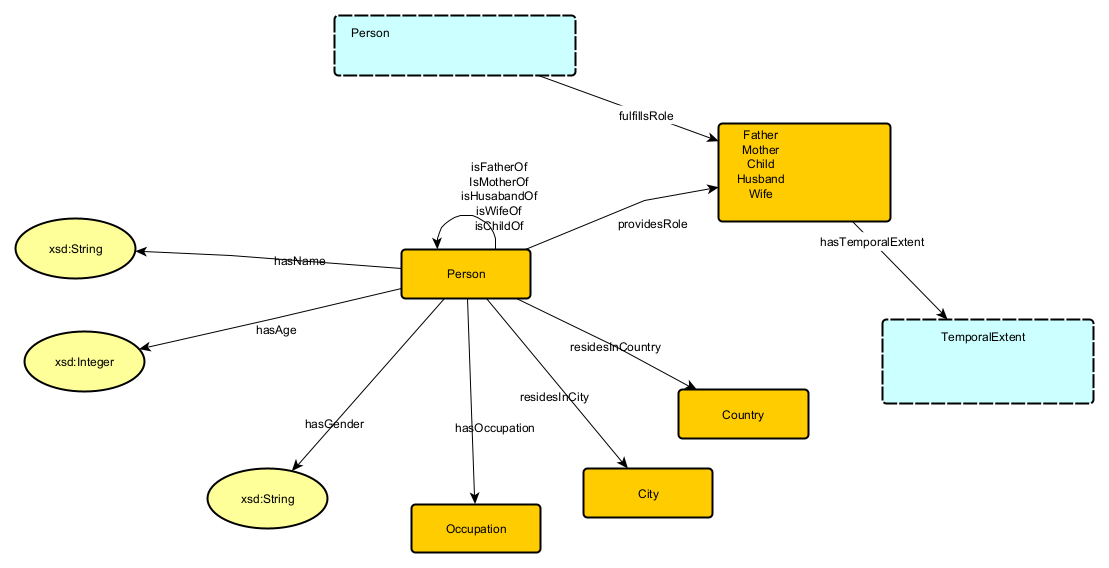 Person
fulfillsRole
Father
Mother
Child
Husband
Wife
isFatherOf
IsMotherOf
isHusabandOf
isWifeOf
isChildOf
providesRole
hasTemporalExtent
xsd:String
hasName
Person
hasAge
xsd:Integer
TemporalExtent
residesInCountry
residesInCity
Country
hasGender
hasOccupation
xsd:String
City
Occupation